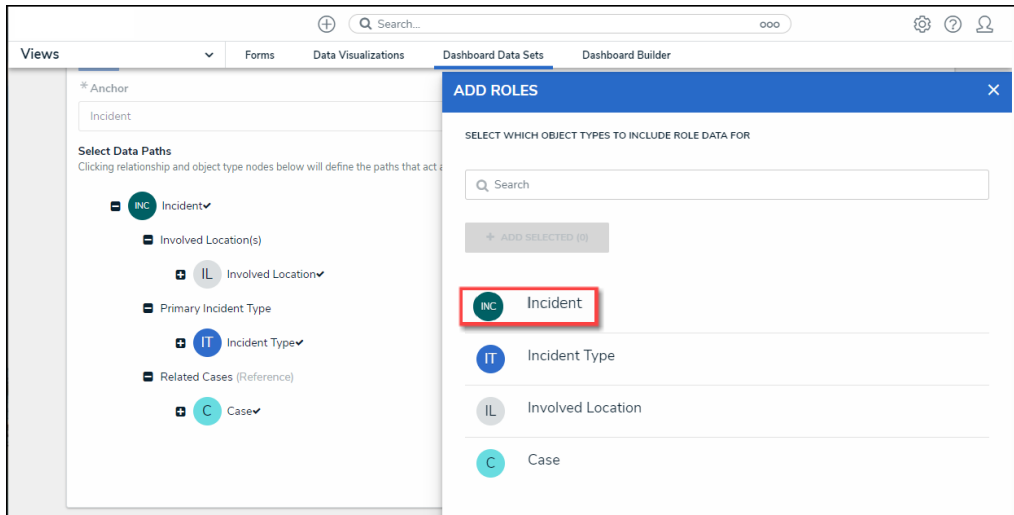 Search...
ooo
Views
Forms
Data Visualizations
Dashboard Data Sets
Dashboard Builder
* Anchor
Incident
Select Data Paths
Clicking relationship and object type nodes below will define the paths that act
INC Incident
Involved Location(s)
IL Involved Location
Primary Incident Type
IT Incident Type
Related Cases (Reference)
C Case
ADD ROLES
SELECT WHICH OBJECT TYPES TO INCLUDE ROLE DATA FOR
Search
+ ADD SELECTED (0)
INC Incident
IT Incident Type
IL Involved Location
C Case